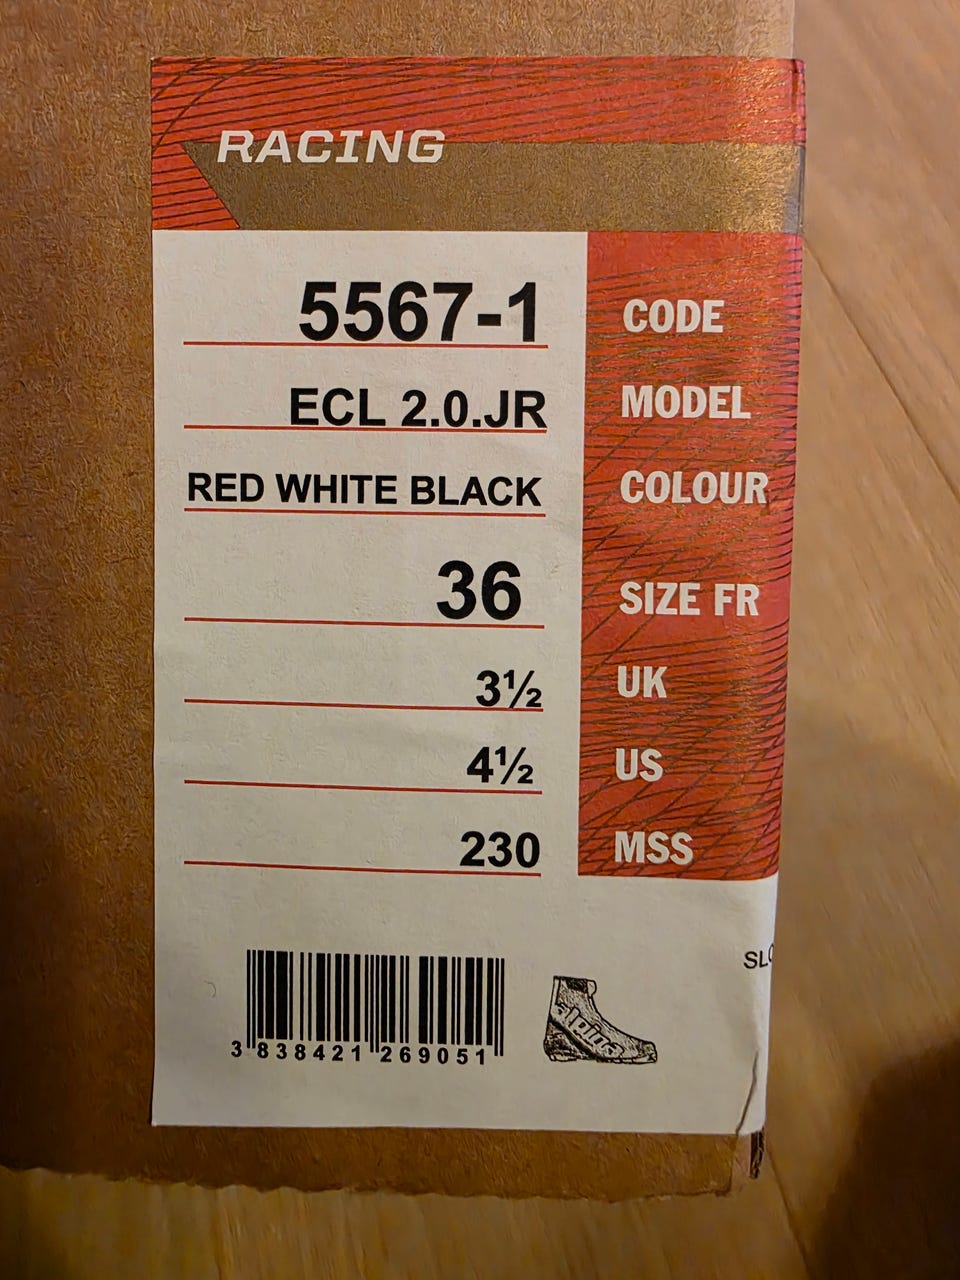 RACING
5567-1 CODE
ECL 2.0.JR MODEL
RED WHITE BLACK COLOUR
36 SIZE FR
3½ UK
4½ US
230 MSS
3 838421 269051
alpina